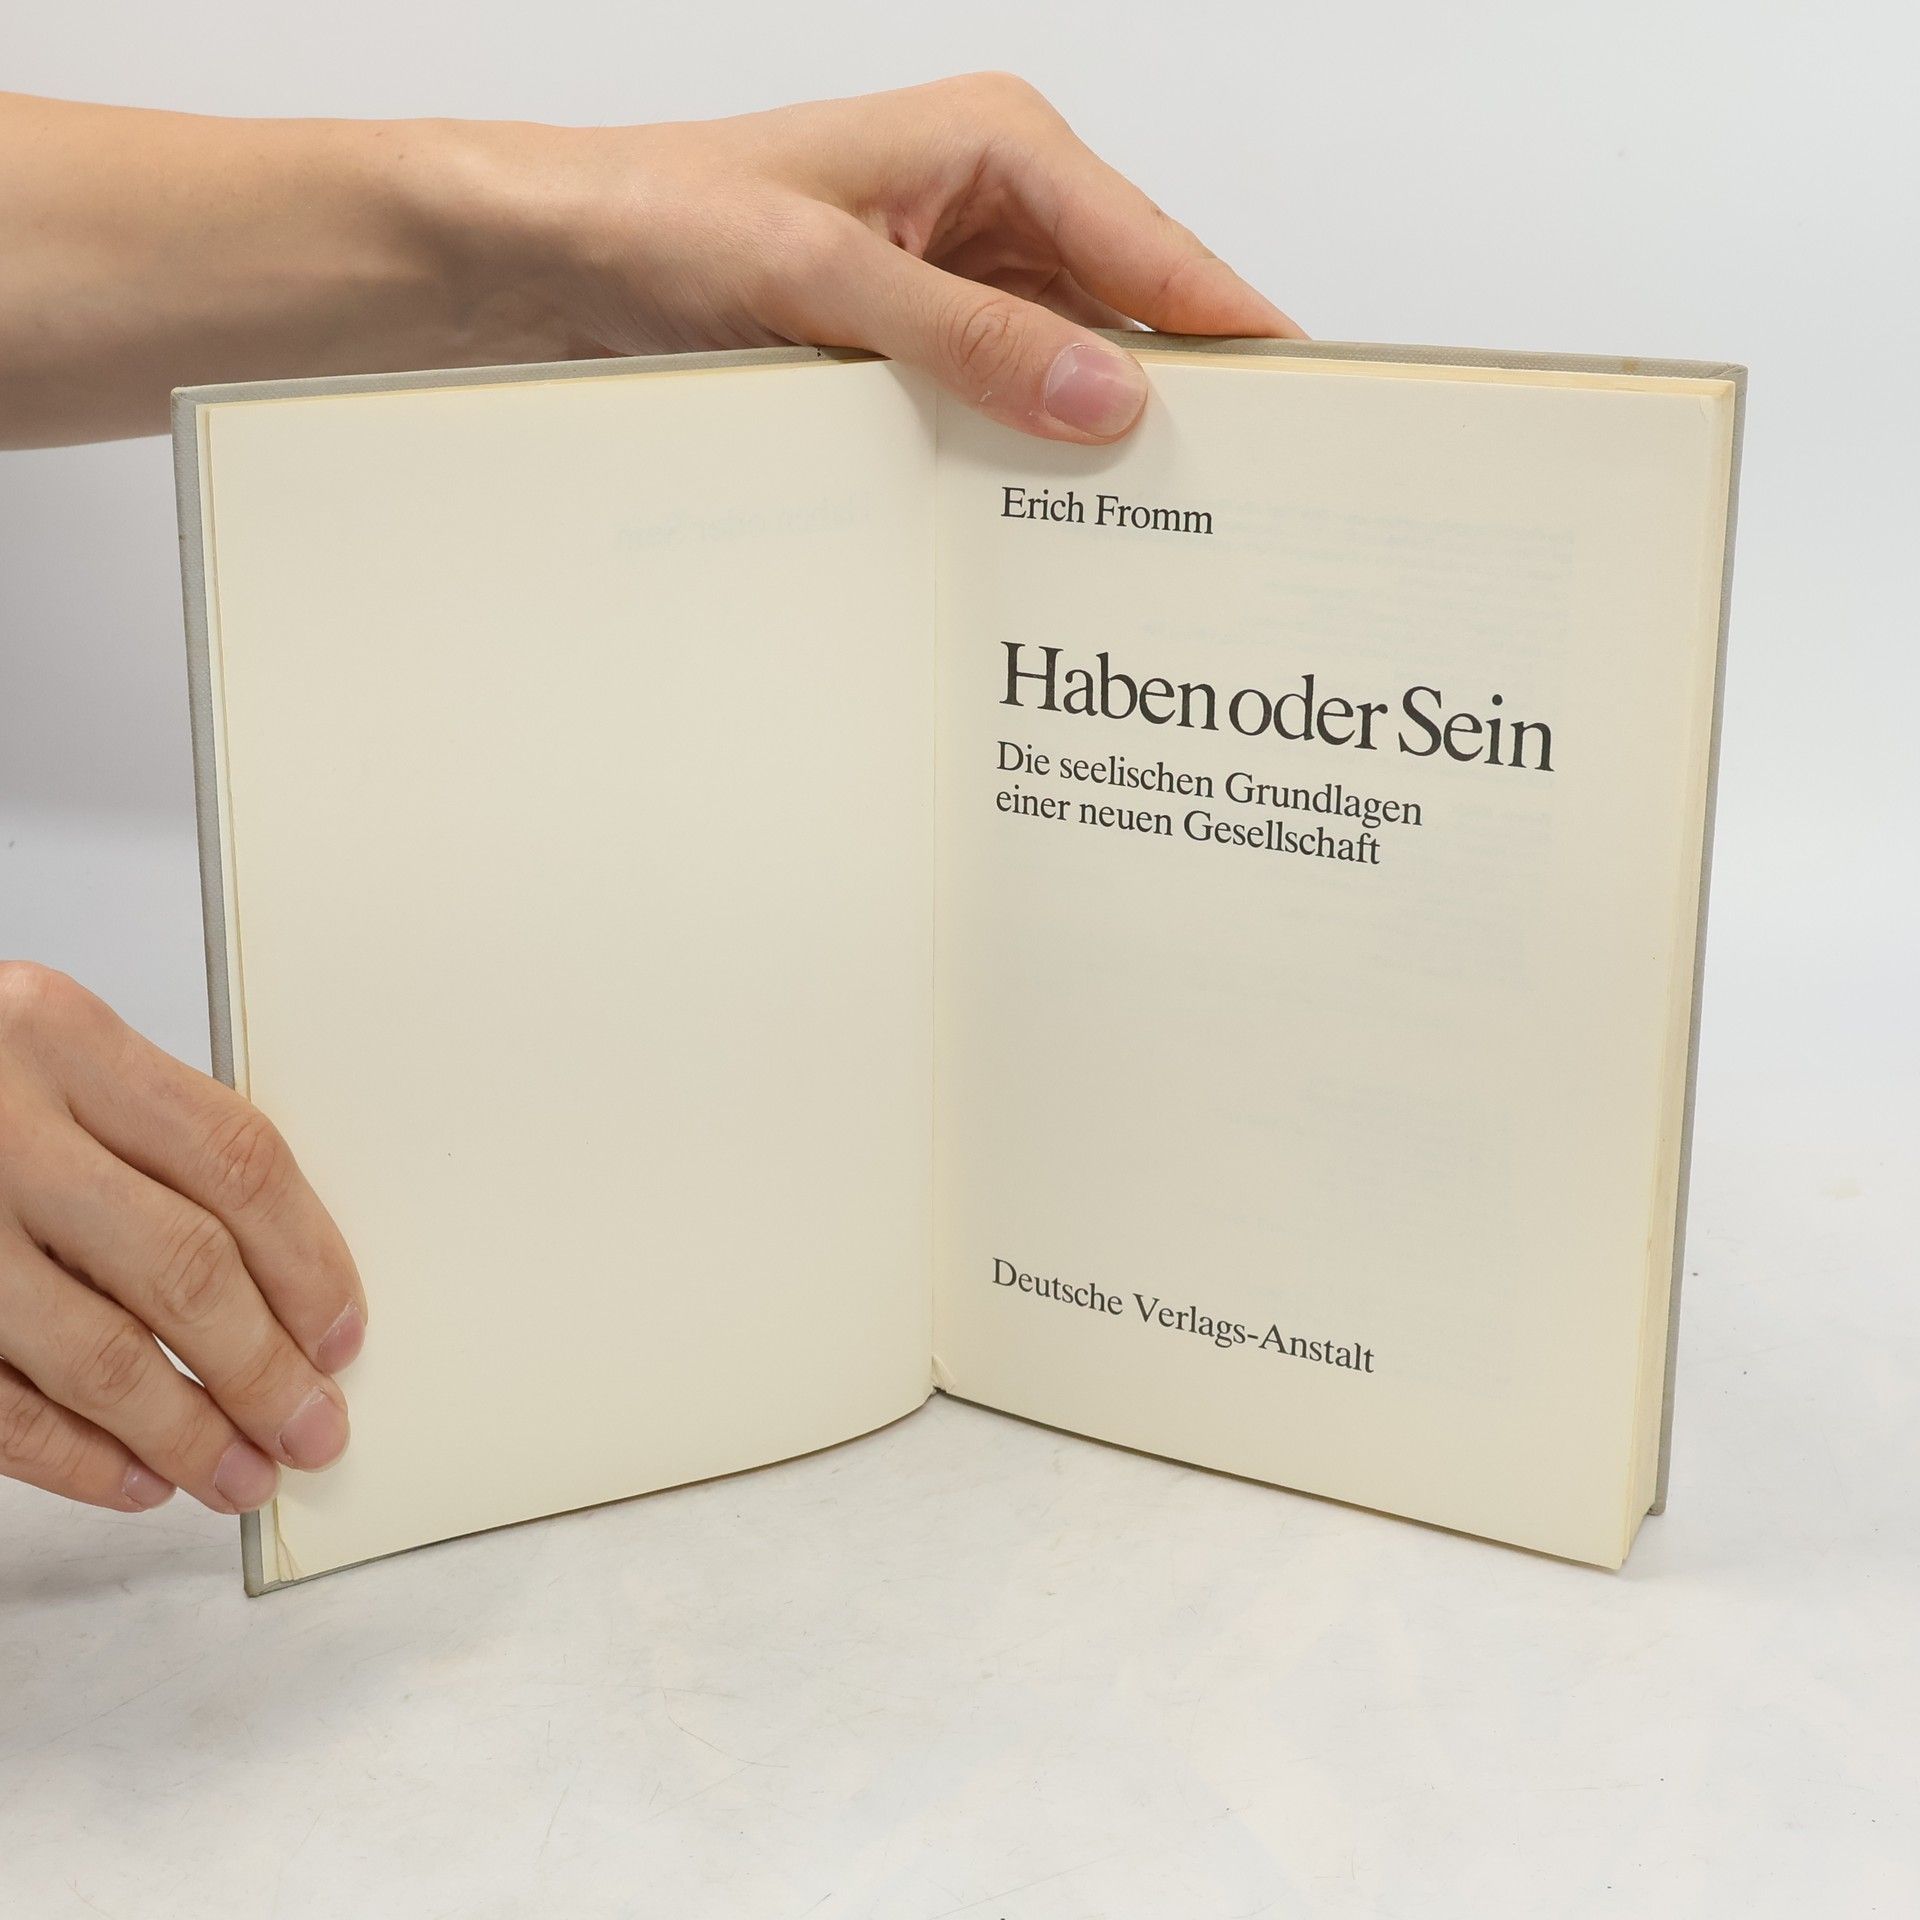 Erich Fromm
Haben oder Sein
Die seelischen Grundlagen
einer neuen Gesellschaft
Deutsche Verlags-Anstalt